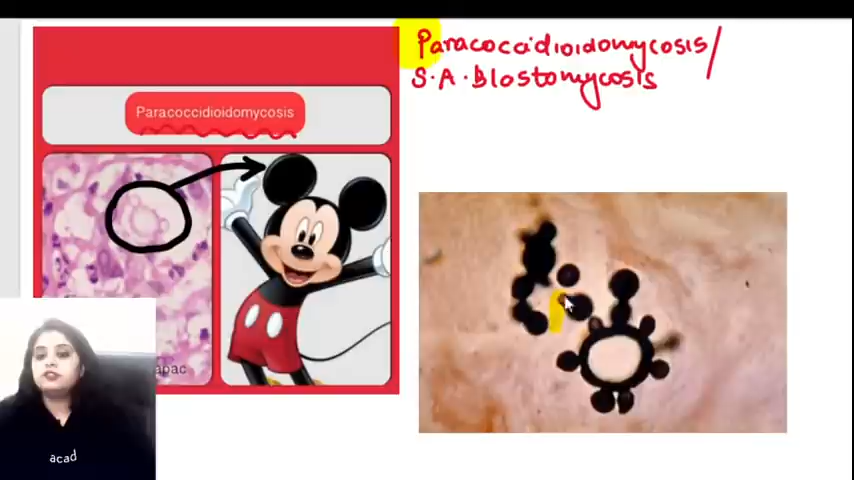 Paracoccidioidomycosis/
S.A.Blostomycosis
Paracoccidioidomycosis
apac
acad